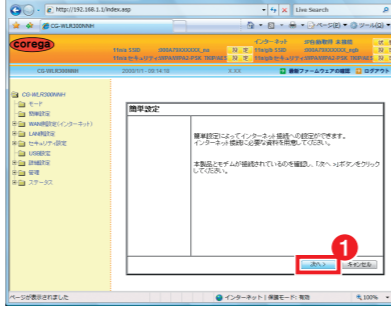 http://192.168.1.1/index.asp
Live Search
CG-WLR300NNH
ページ(P)
ツール(O)
corega
インターネット
11n/a SSID
11n/g/b SSID
CG-WLR300NNH
2000/1/1 - 09:14:18
X.XX
最新ファームウェアの確認
ログアウト
CG-WLR300NNH
モード
簡単設定
WAN側設定(インターネット)
LAN側設定
セキュリティ設定
USB設定
詳細設定
管理
ステータス
簡単設定
簡単設定によってインターネット接続への設定ができます。
インターネット接続に必要な資料を用意してください。
本製品とモデムが接続されているのを確認し、「次へ >」ボタンをクリック
してください。
1
次へ >
キャンセル
ページが表示されました
インターネット | 保護モード: 有効
100%